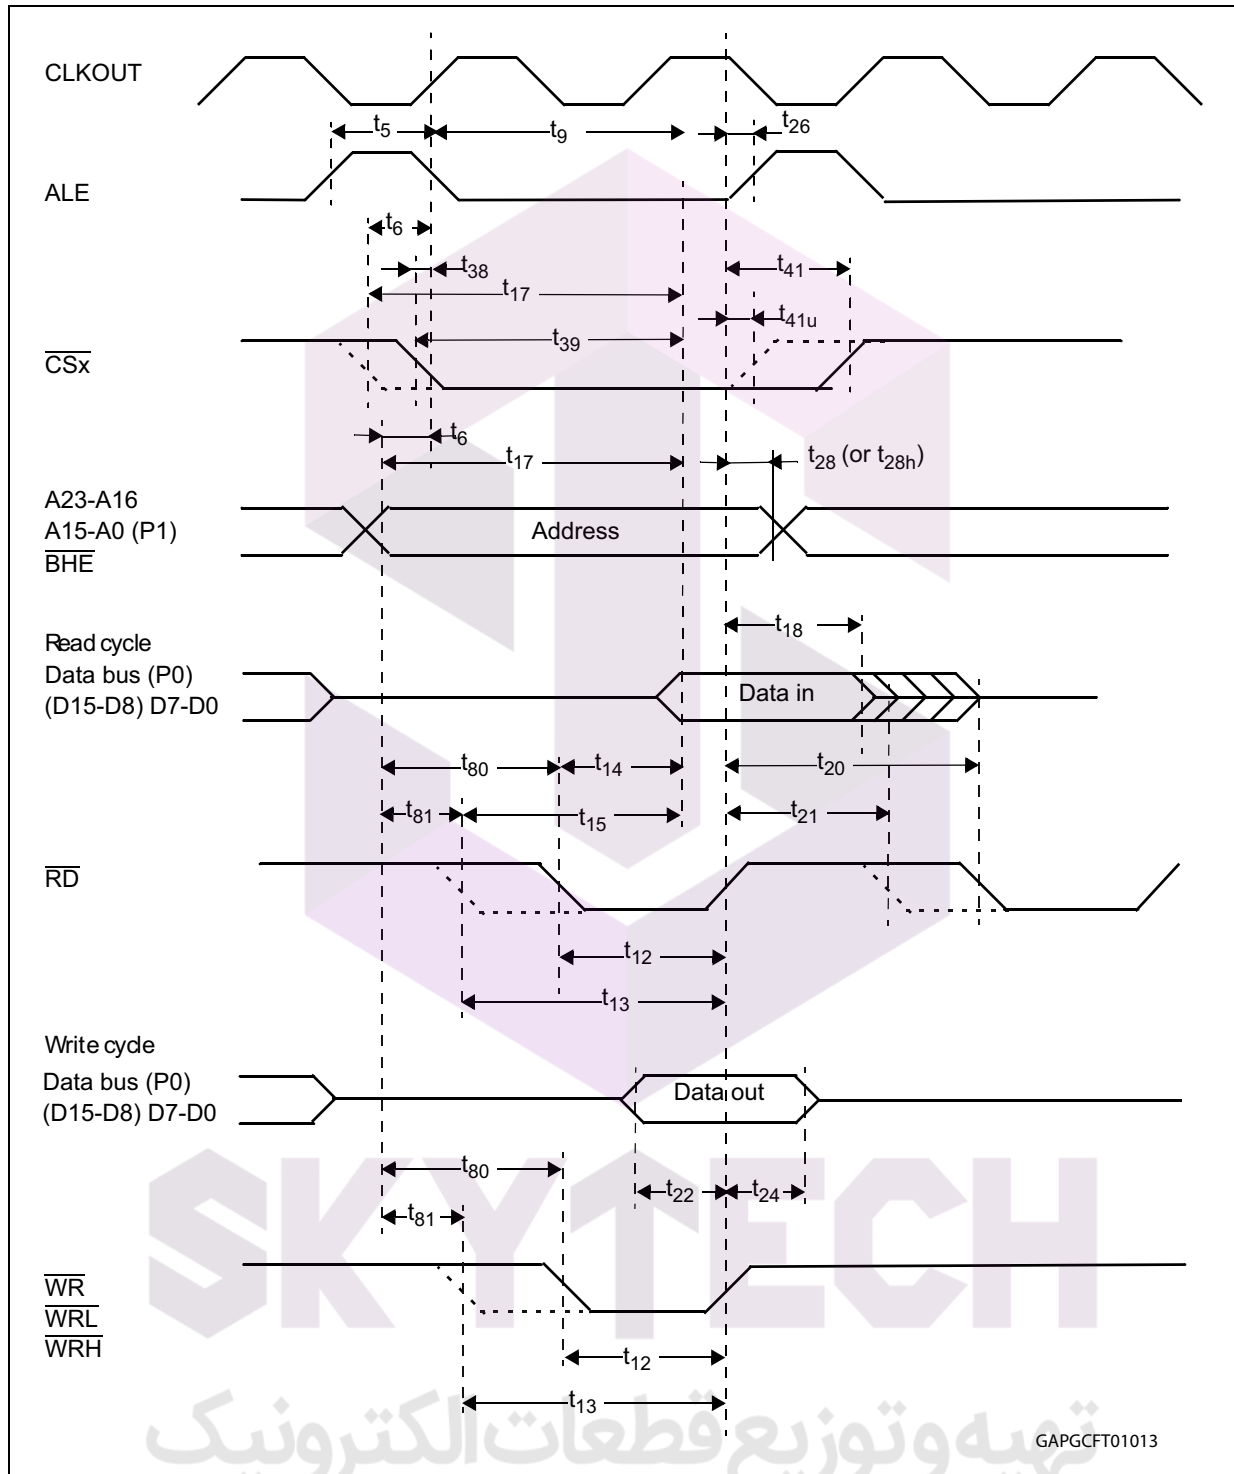 CLKOUT
t5
t9
t26
ALE
t6
t38
t41
t17
t41u
t39
CSx
t6
t17
t28 (or t28h)
A23-A16
A15-A0 (P1)
BHE
Address
t18
Read cycle
Data bus (P0)
(D15-D8) D7-D0
Data in
t80
t14
t20
t81
t15
t21
RD
t12
t13
Write cycle
Data bus (P0)
(D15-D8) D7-D0
Data out
t80
t22
t24
t81
SKYTECH
WR
WRL
WRH
t12
t13
تهیه و توزیع قطعات الکترونیک
GAPGCFT01013